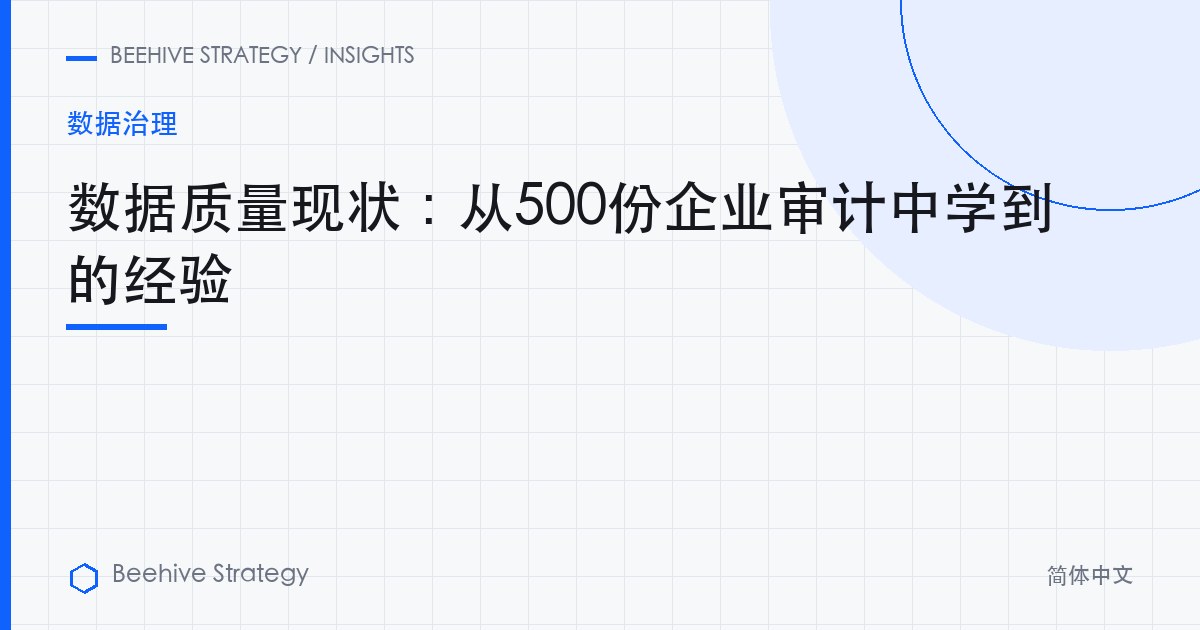 BEEHIVE STRATEGY / INSIGHTS
数据治理
数据质量现状：从500份企业审计中学到
的经验
Beehive Strategy
简体中文